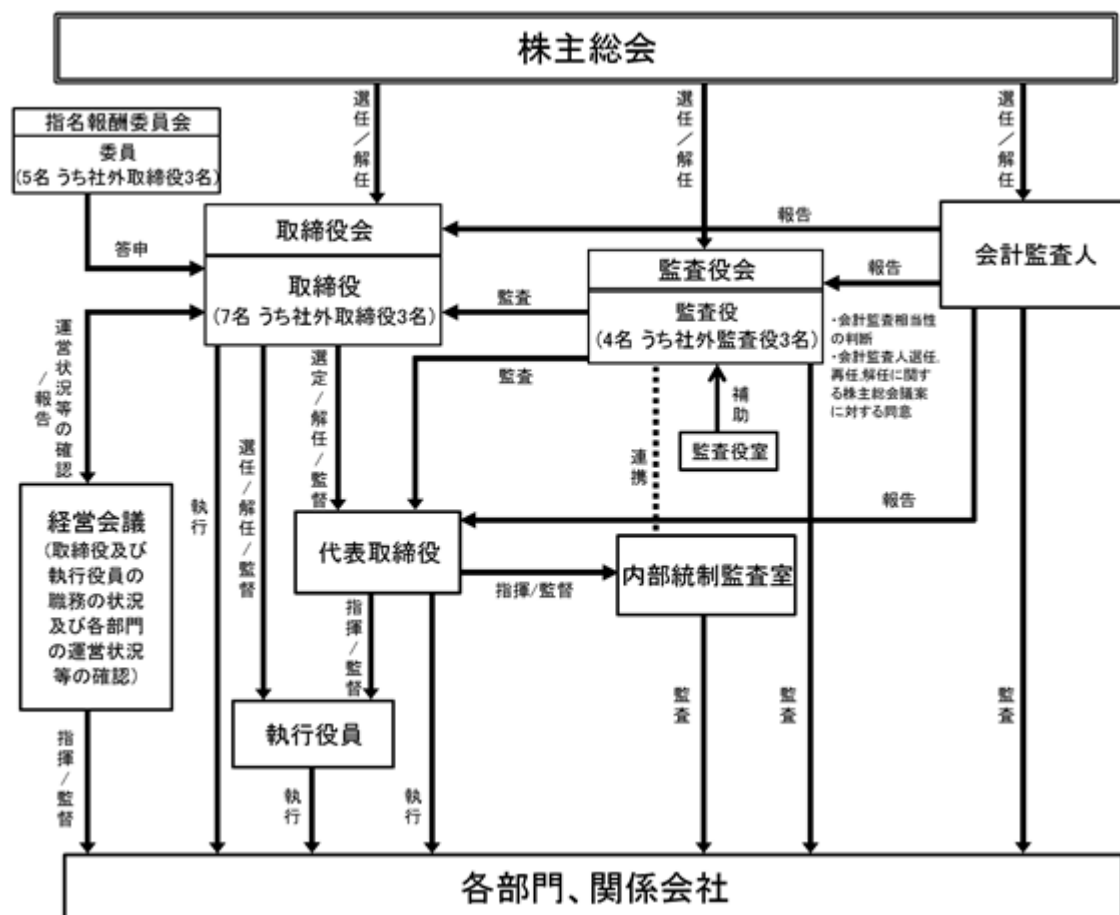 株主総会
選任/解任
選任/解任
選任/解任
指名報酬委員会
委員
(5名 うち社外取締役3名)
答申
取締役会
取締役
(7名 うち社外取締役3名)
報告
会計監査人
監査役会
監査役
(4名 うち社外監査役3名)
報告
監査
監査
・会計監査相当性
の判断
・会計監査人選任,
再任,解任に関す
る株主総会議案
に対する同意
補助
監査役室
連携
運営状況等の確認
/報告
選定/解任/監督
選任/解任/監督
執行
報告
経営会議
(取締役及び
執行役員の
職務の状況
及び各部門
の運営状況
等の確認)
代表取締役
指揮/監督
内部統制監査室
指揮/監督
執行役員
指揮/監督
執行
執行
監査
監査
監査
各部門、関係会社